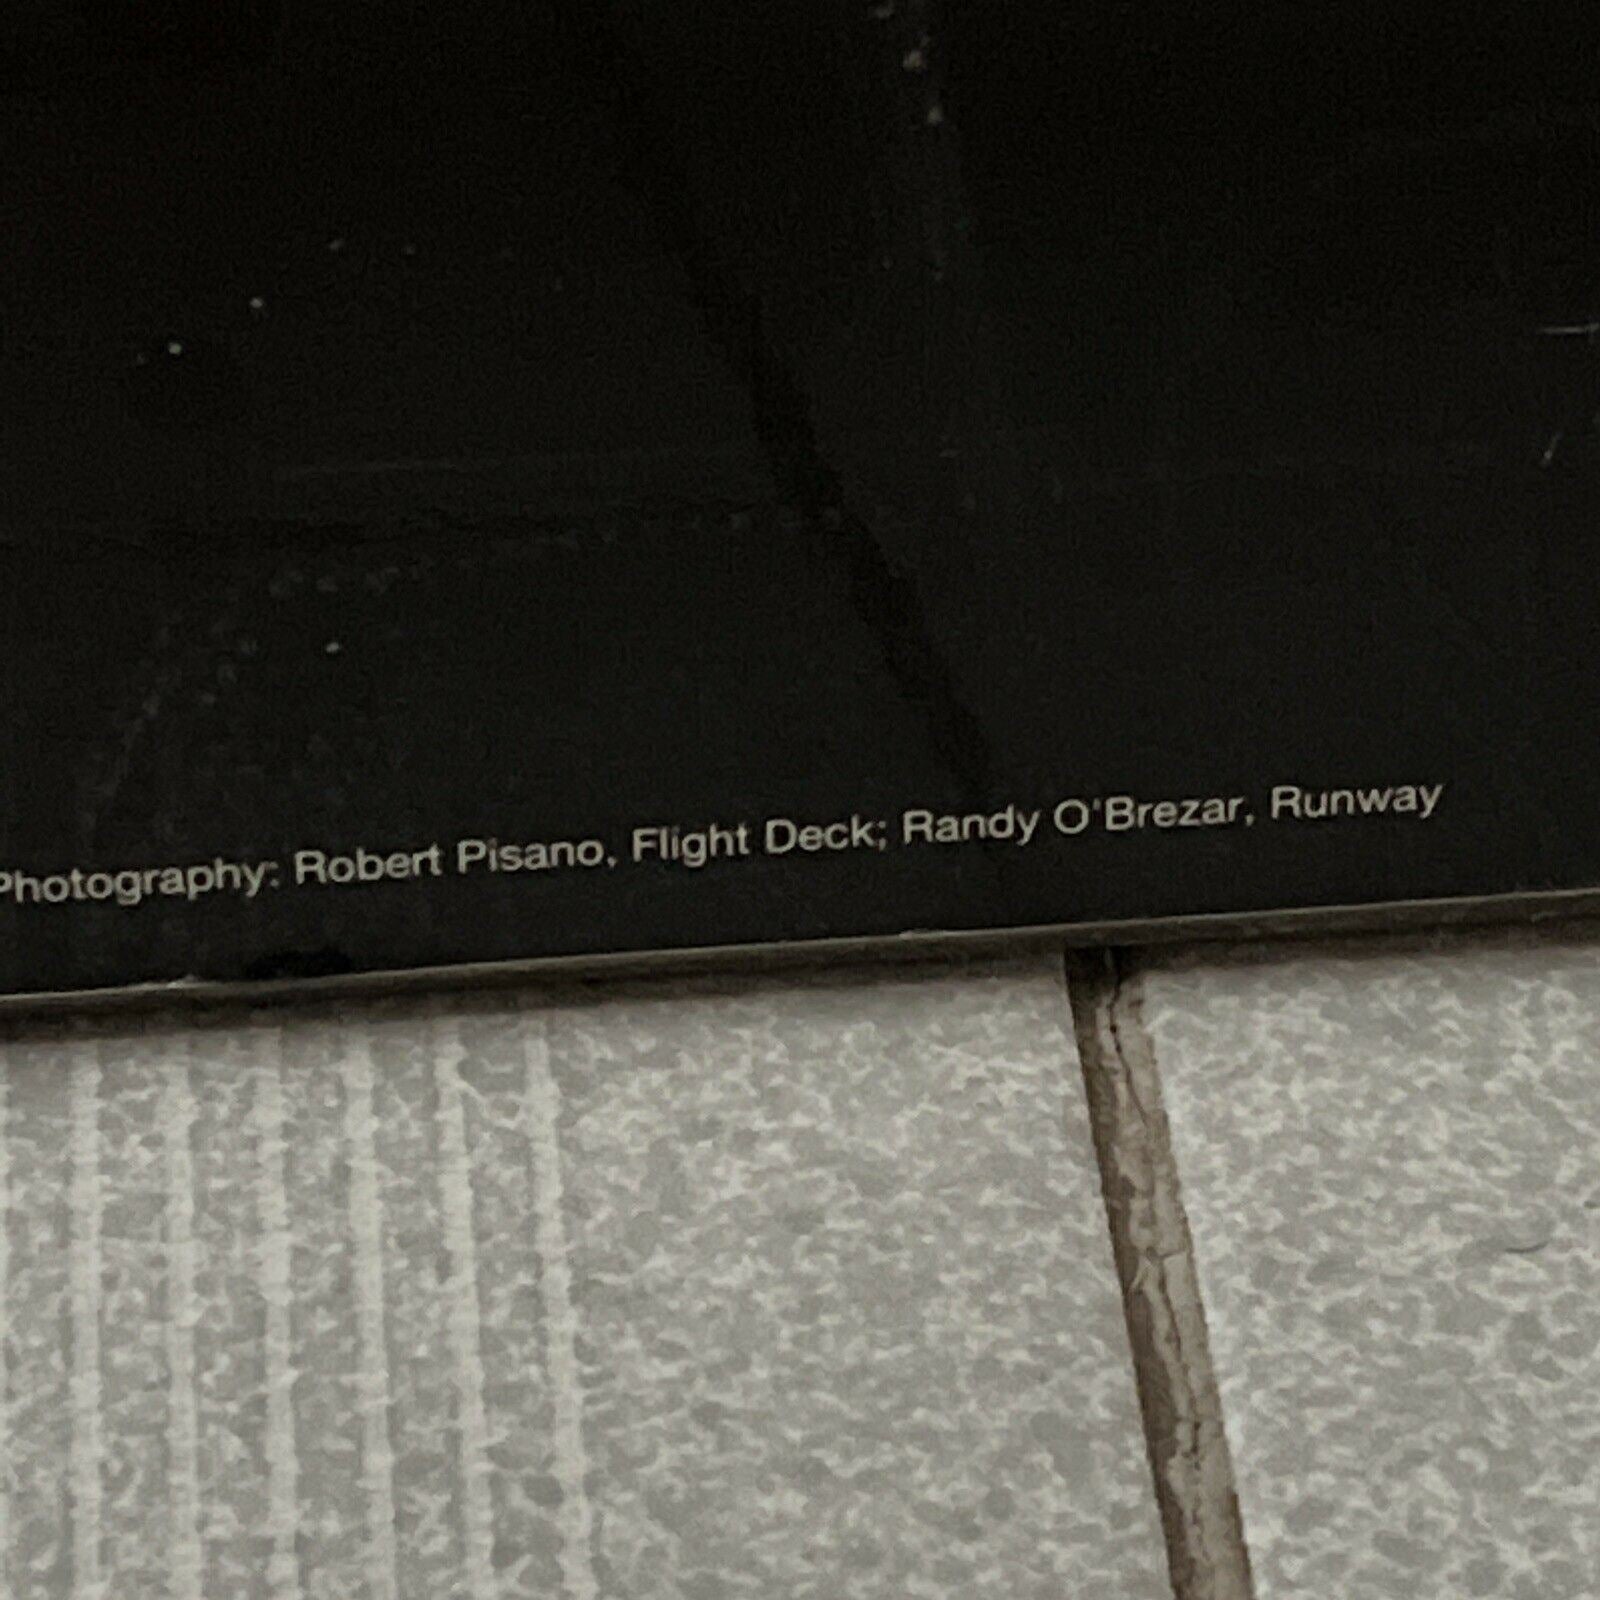 Photography: Robert Pisano, Flight Deck; Randy O'Brezar, Runway